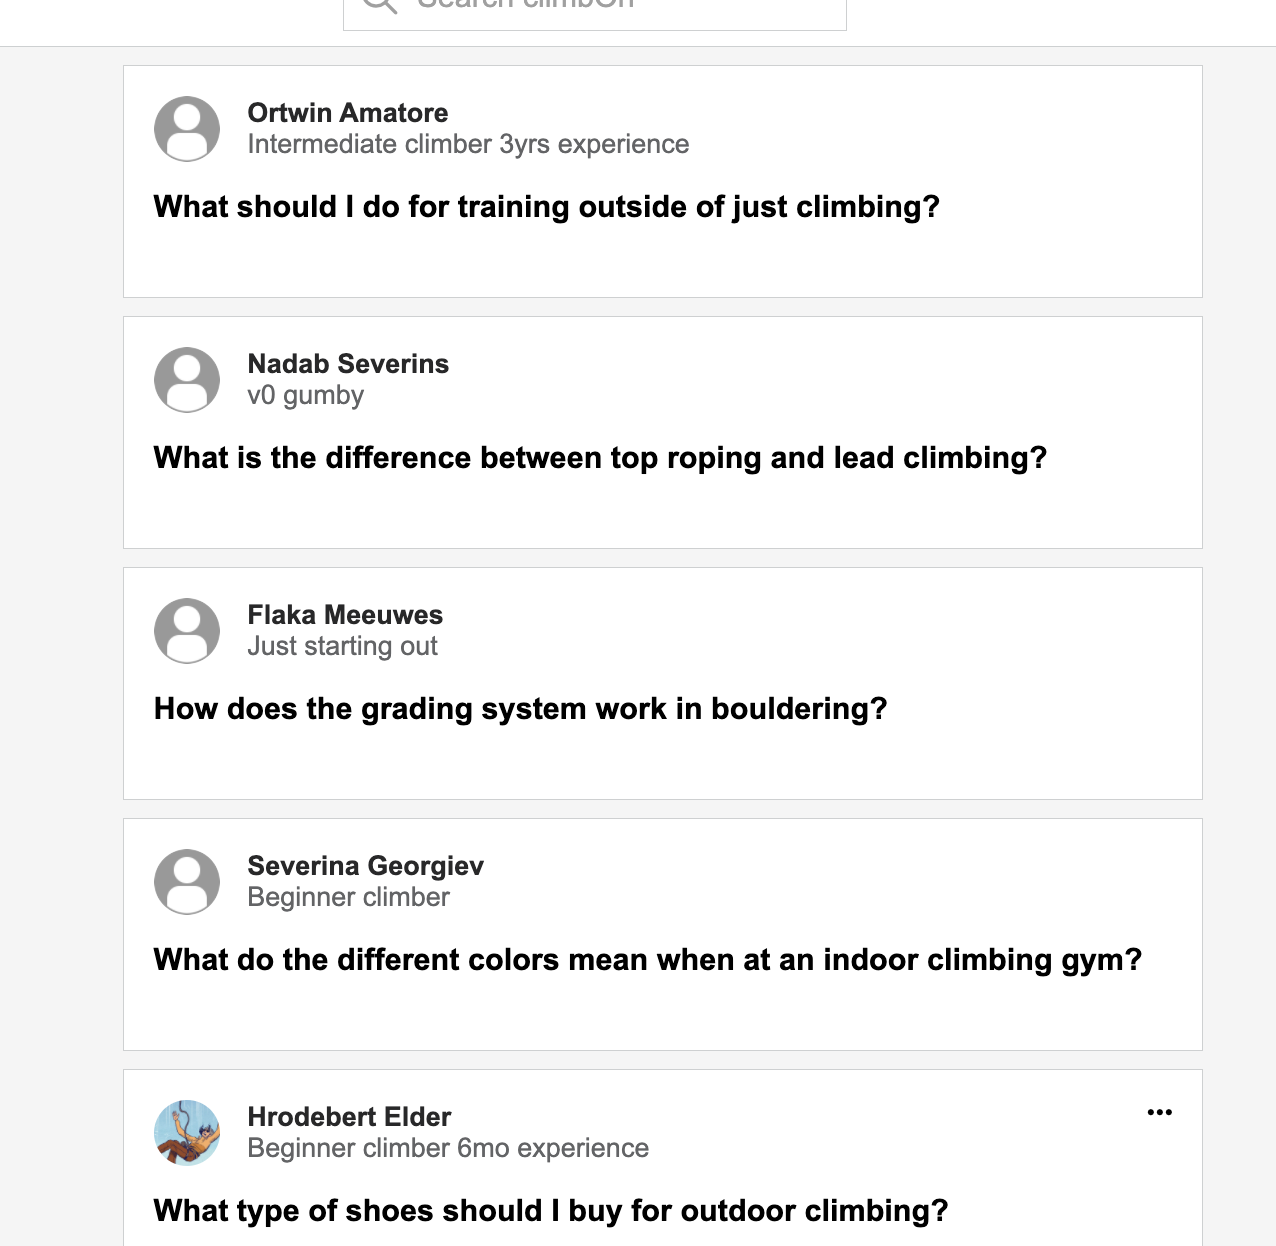 Search climbOn
Ortwin Amatore
Intermediate climber 3yrs experience
What should I do for training outside of just climbing?
Nadab Severins
v0 gumby
What is the difference between top roping and lead climbing?
Flaka Meeuwes
Just starting out
How does the grading system work in bouldering?
Severina Georgiev
Beginner climber
What do the different colors mean when at an indoor climbing gym?
Hrodebert Elder
Beginner climber 6mo experience
What type of shoes should I buy for outdoor climbing?